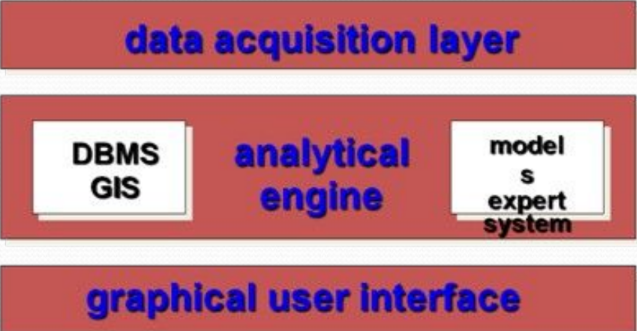 data acquisition layer
DBMS
GIS
analytical
engine
model
s
expert
system
graphical user interface